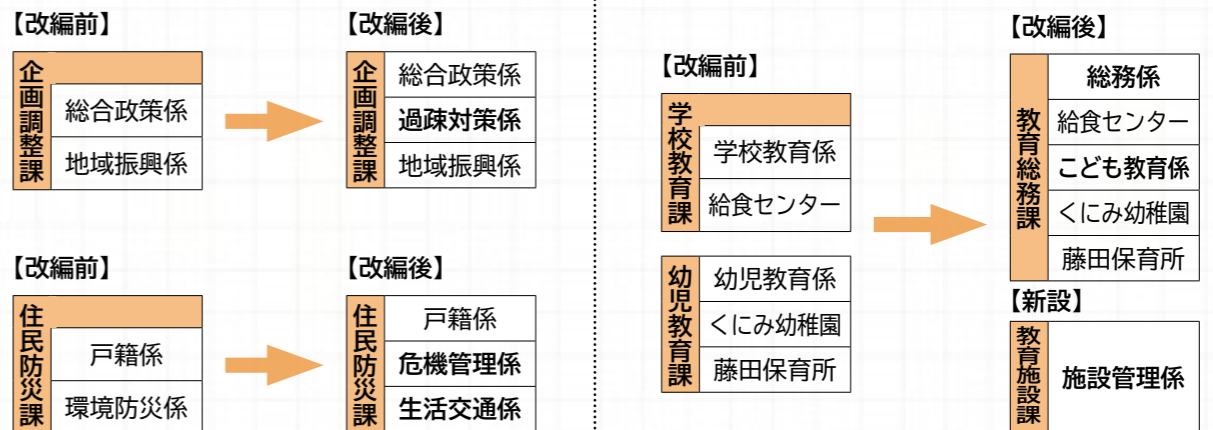 【改編前】
企画調整課
総合政策係
地域振興係
【改編後】
企画調整課
総合政策係
過疎対策係
地域振興係
【改編前】
住民防災課
戸籍係
環境防災係
【改編後】
住民防災課
戸籍係
危機管理係
生活交通係
【改編前】
学校教育課
学校教育係
給食センター
幼児教育課
幼児教育係
くにみ幼稚園
藤田保育所
【改編後】
教育総務課
総務係
給食センター
こども教育係
くにみ幼稚園
藤田保育所
【新設】
教育施設課
施設管理係